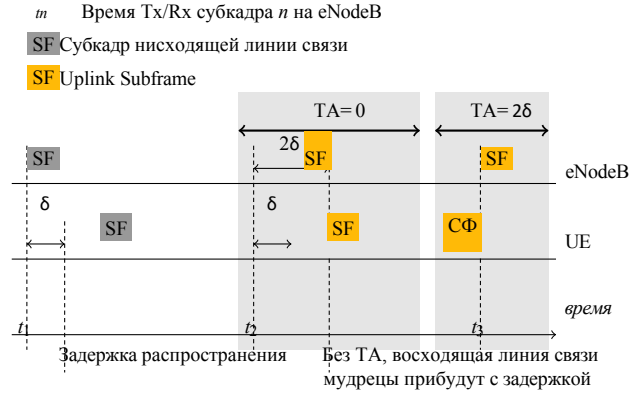 tn Время Tx/Rx субкадра n на eNodeB
SF Субкадр нисходящей линии связи
SF Uplink Subframe
TA= 0 TA= 2δ
2δ
SF SF SF
eNodeB
δ δ
SF SF СФ
UE
время
t1 t2 t3
Задержка распространения Без TA, восходящая линия связи
мудрецы прибудут с задержкой